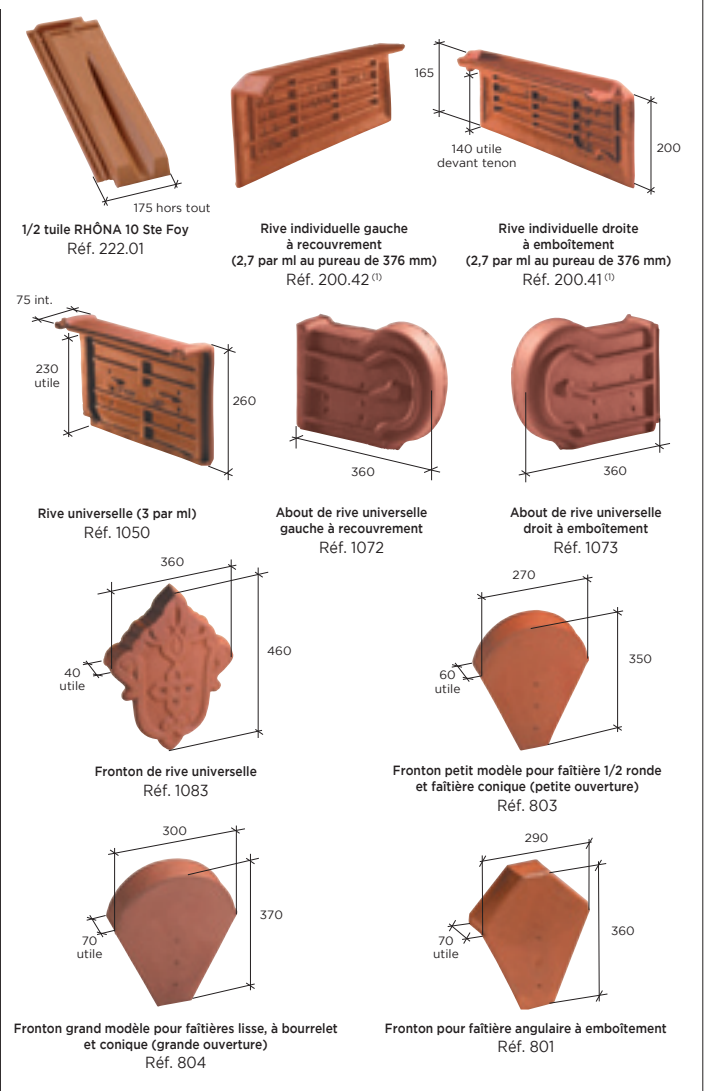 165
140 utile
devant tenon
200
175 hors tout
1/2 tuile RHÔNA 10 Ste Foy
Réf. 222.01
Rive individuelle gauche
à recouvrement
(2,7 par ml au pureau de 376 mm)
Réf. 200.42 (1)
Rive individuelle droite
à emboîtement
(2,7 par ml au pureau de 376 mm)
Réf. 200.41 (1)
75 int.
230
utile
260
360
360
Rive universelle (3 par ml)
Réf. 1050
About de rive universelle
gauche à recouvrement
Réf. 1072
About de rive universelle
droit à emboîtement
Réf. 1073
360
460
40
utile
270
350
60
utile
Fronton de rive universelle
Réf. 1083
Fronton petit modèle pour faîtière 1/2 ronde
et faîtière conique (petite ouverture)
Réf. 803
300
370
70
utile
290
360
70
utile
Fronton grand modèle pour faîtières lisse, à bourrelet
et conique (grande ouverture)
Réf. 804
Fronton pour faîtière angulaire à emboîtement
Réf. 801